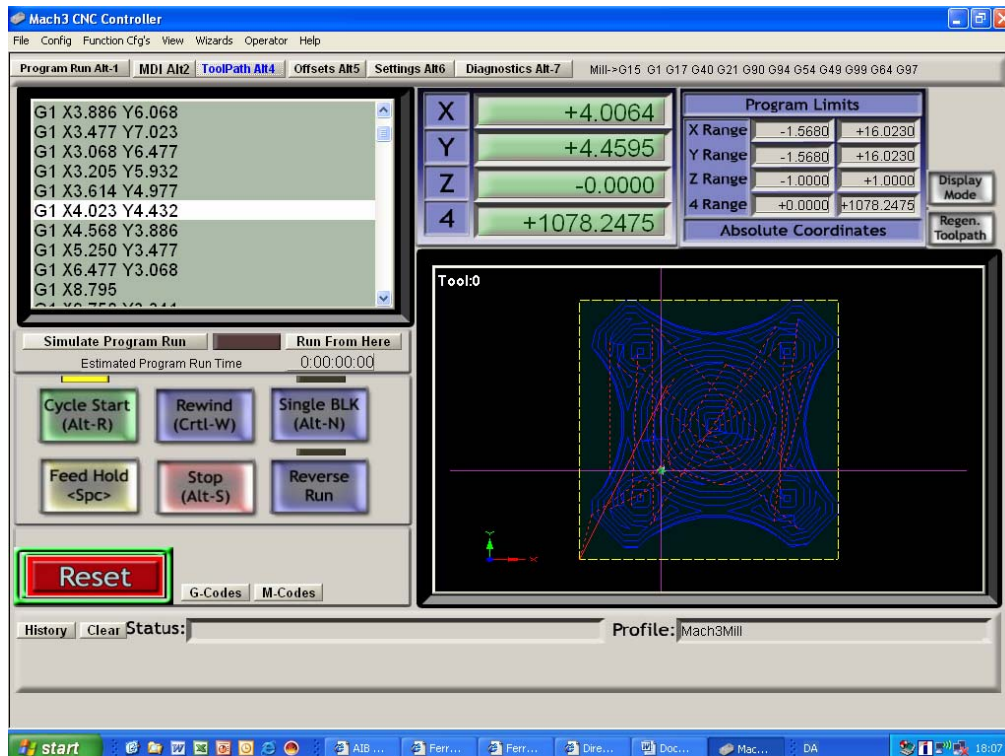 Mach3 CNC Controller
File Config Function Cfg's View Wizards Operator Help
Program Run Alt-1 MDI Alt2 ToolPath Alt4 Offsets Alt5 Settings Alt6 Diagnostics Alt-7 Mill->G15 G1 G17 G40 G21 G90 G94 G54 G49 G99 G64 G97
G1 X3.886 Y6.068
G1 X3.477 Y7.023
G1 X3.068 Y6.477
G1 X3.205 Y5.932
G1 X3.614 Y4.977
G1 X4.023 Y4.432
G1 X4.568 Y3.886
G1 X5.250 Y3.477
G1 X6.477 Y3.068
G1 X8.795
X +4.0064
Y +4.4595
Z -0.0000
4 +1078.2475
Program Limits
X Range -1.5680 +16.0230
Y Range -1.5680 +16.0230
Z Range -1.0000 +1.0000
4 Range +0.0000 +1078.2475
Absolute Coordinates
Display Mode
Regen. Toolpath
Tool:0
Simulate Program Run Run From Here
Estimated Program Run Time 0:00:00:00
Cycle Start (Alt-R)
Rewind (Crtl-W)
Single BLK (Alt-N)
Feed Hold <Spc>
Stop (Alt-S)
Reverse Run
Reset
G-Codes M-Codes
History Clear Status: Profile: Mach3Mill
start AIB ... Ferr... Ferr... Dire... Doc... Mac... DA 18:07